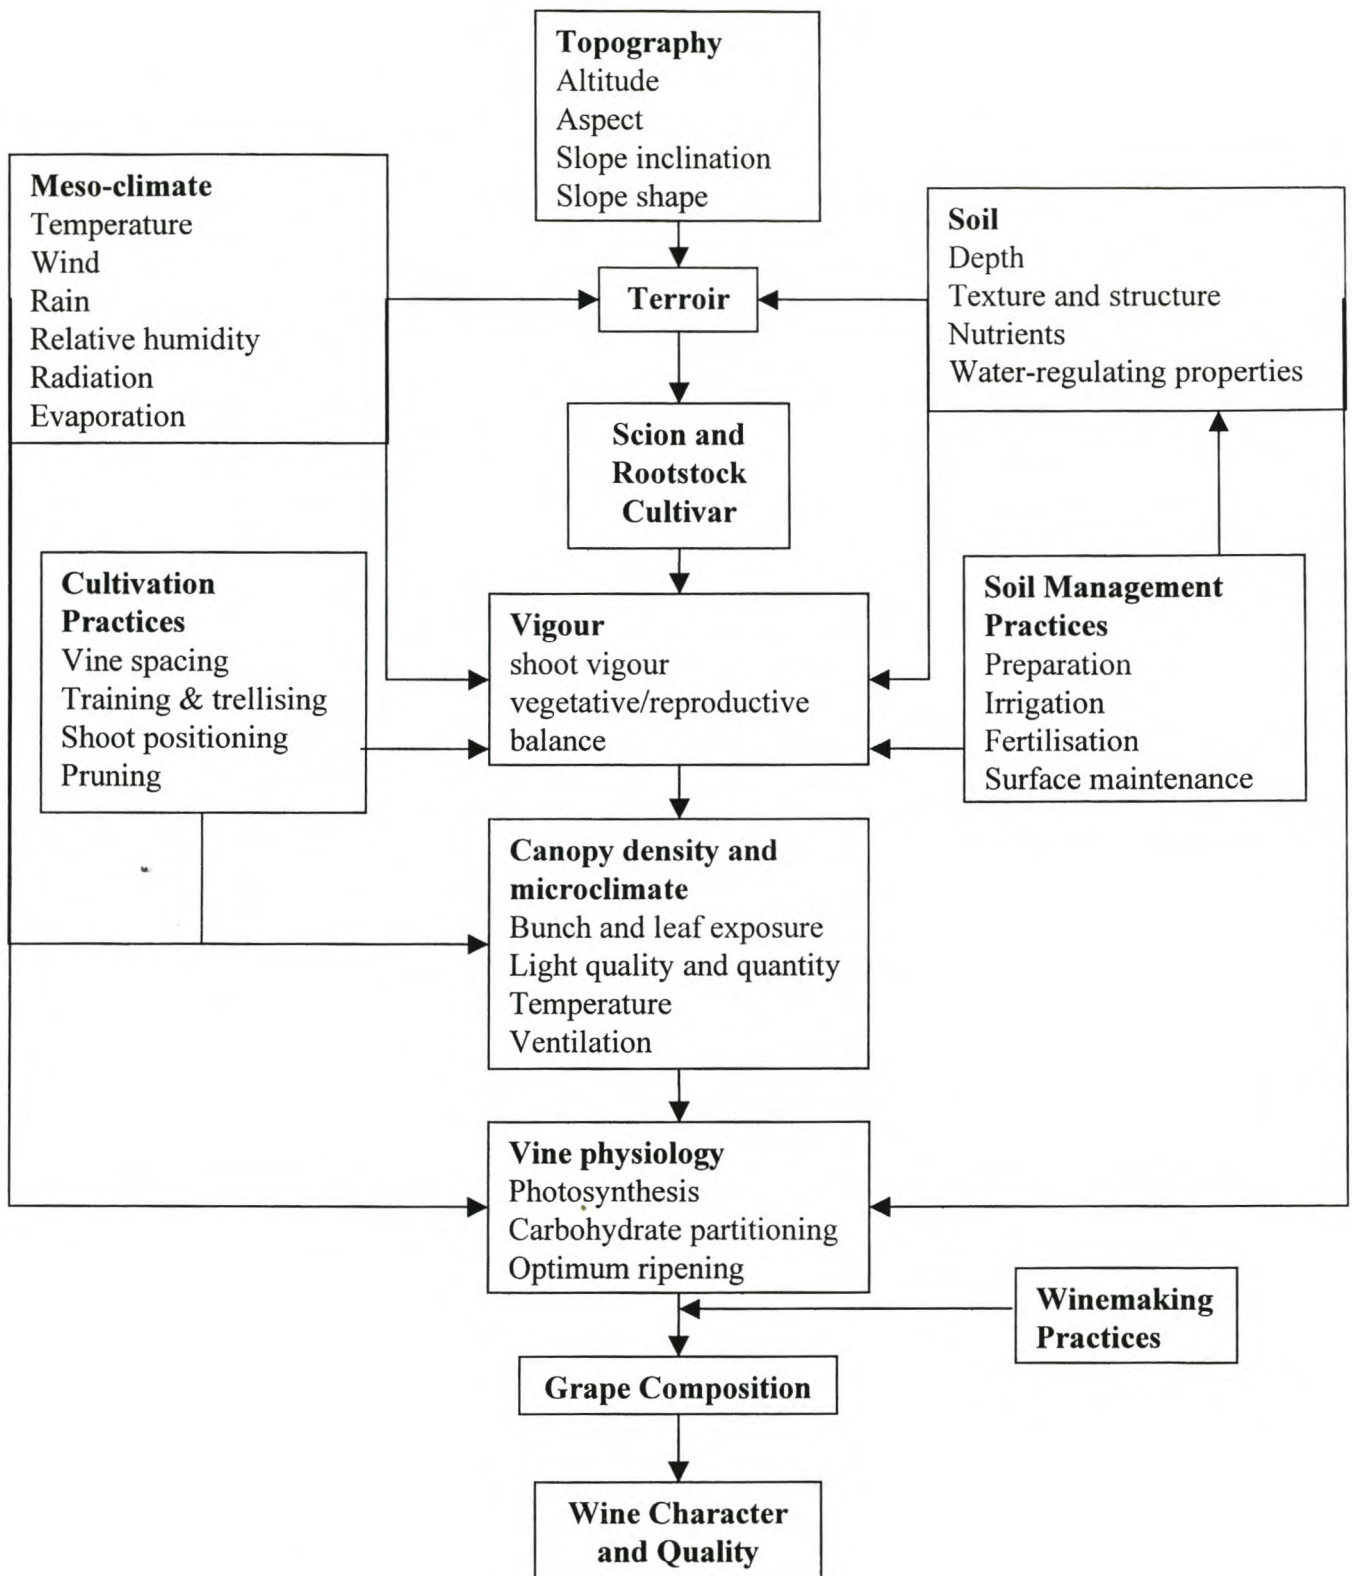 Topography
Altitude
Aspect
Slope inclination
Slope shape
Meso-climate
Temperature
Wind
Rain
Relative humidity
Radiation
Evaporation
Soil
Depth
Texture and structure
Nutrients
Water-regulating properties
Terroir
Scion and
Rootstock
Cultivar
Cultivation
Practices
Vine spacing
Training & trellising
Shoot positioning
Pruning
Vigour
shoot vigour
vegetative/reproductive
balance
Soil Management
Practices
Preparation
Irrigation
Fertilisation
Surface maintenance
Canopy density and
microclimate
Bunch and leaf exposure
Light quality and quantity
Temperature
Ventilation
Vine physiology
Photosynthesis
Carbohydrate partitioning
Optimum ripening
Winemaking
Practices
Grape Composition
Wine Character
and Quality